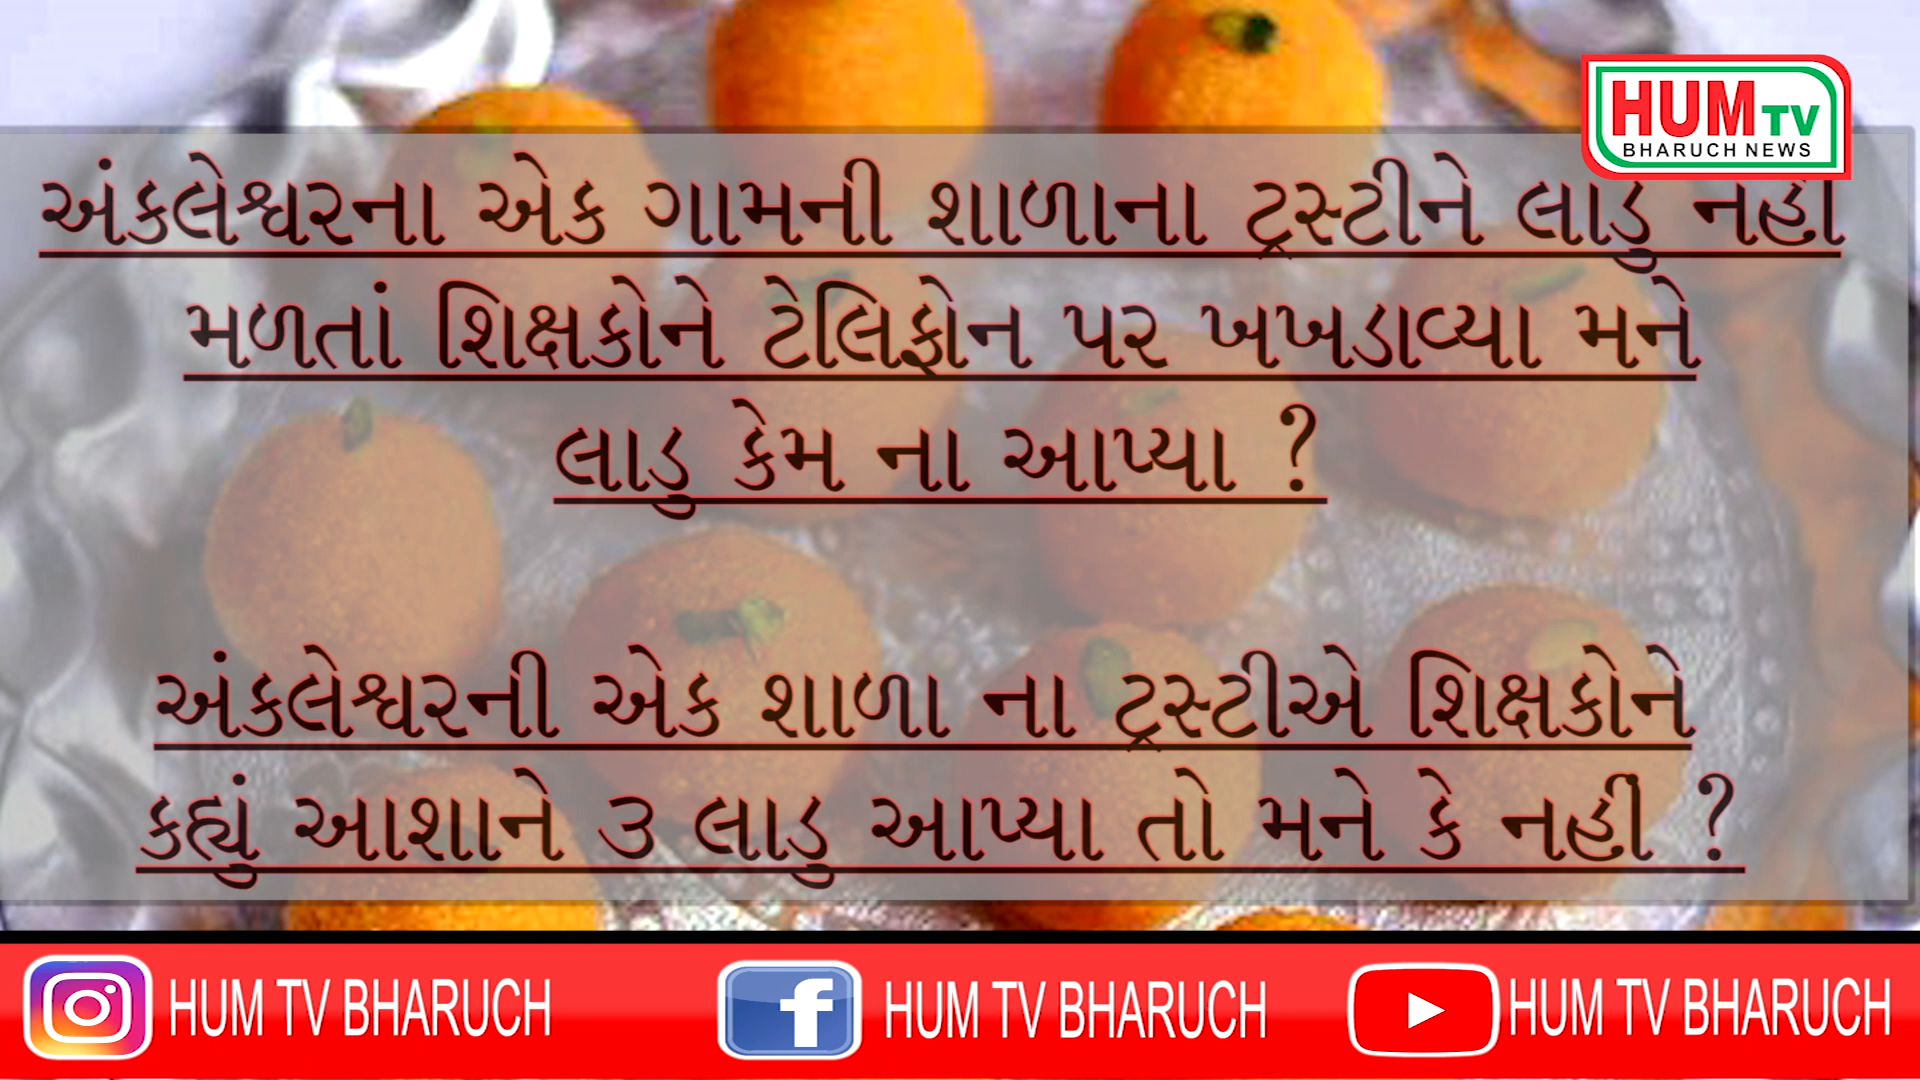 HUM TV
BHARUCH NEWS
અંકલેશ્વરના એક ગામની શાળાના ટ્રસ્ટીને લાડુ નહીં
મળતાં શિક્ષકોને ટેલિફોન પર ખખડાવ્યા મને
લાડુ કેમ ના આપ્યા ?
અંકલેશ્વરની એક શાળા ના ટ્રસ્ટીએ શિક્ષકોને
કહ્યું આશાને ૩ લાડુ આપ્યા તો મને કે નહીં ?
HUM TV BHARUCH
HUM TV BHARUCH
HUM TV BHARUCH